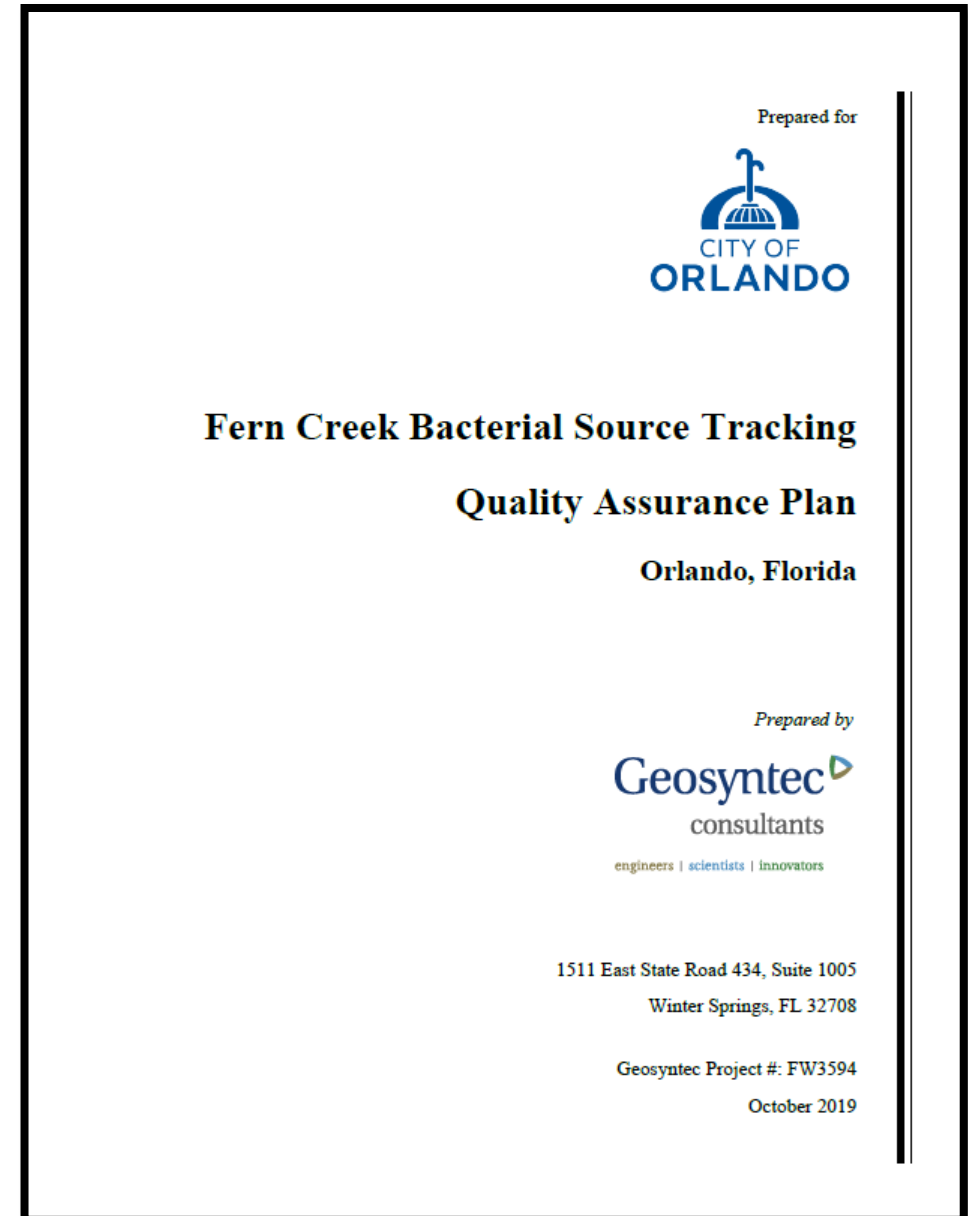 Prepared for
CITY OF
ORLANDO
Fern Creek Bacterial Source Tracking
Quality Assurance Plan
Orlando, Florida
Prepared by
Geosyntec
consultants
engineers | scientists | innovators
1511 East State Road 434, Suite 1005
Winter Springs, FL 32708
Geosyntec Project #: FW3594
October 2019